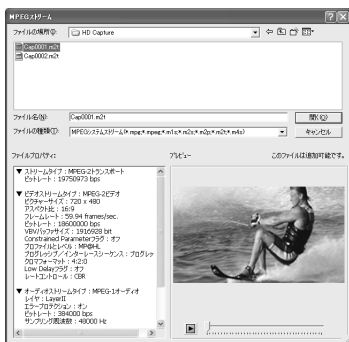 MPEGストリーム
ファイルの場所(I): HD Capture
Cap0001.m2t
Cap0002.m2t
ファイル名(N): Cap0001.m2t 開く(O)
ファイルの種類(T): MPEGシステムストリーム(*.mpg;*.mpeg;*.m1s;*.m2s;*.m2p;*.m2t;*.m4s) キャンセル
ファイルプロパティ: プレビュー このファイルは追加可能です。
▼ ストリームタイプ : MPEG-2トランスポート
ビットレート : 19750973 bps
▼ ビデオストリームタイプ : MPEG-2ビデオ
ピクチャーサイズ : 720 x 480
アスペクト比 : 16:9
フレームレート : 59.94 frames/sec.
ビットレート : 18600000 bps
VBVバッファサイズ : 1916928 bit
Constrained Parameterフラグ : オフ
プロファイルとレベル : MP@HL
プログレッシブ/インターレースシーケンス : プログレッ
クロマフォーマット : 4:2:0
Low Delayフラグ : オフ
レートコントロール : CBR
▼ オーディオストリームタイプ : MPEG-1オーディオ
レイヤ : LayerII
エラープロテクション : オン
ビットレート : 384000 bps
サンプリング周波数 : 48000 Hz